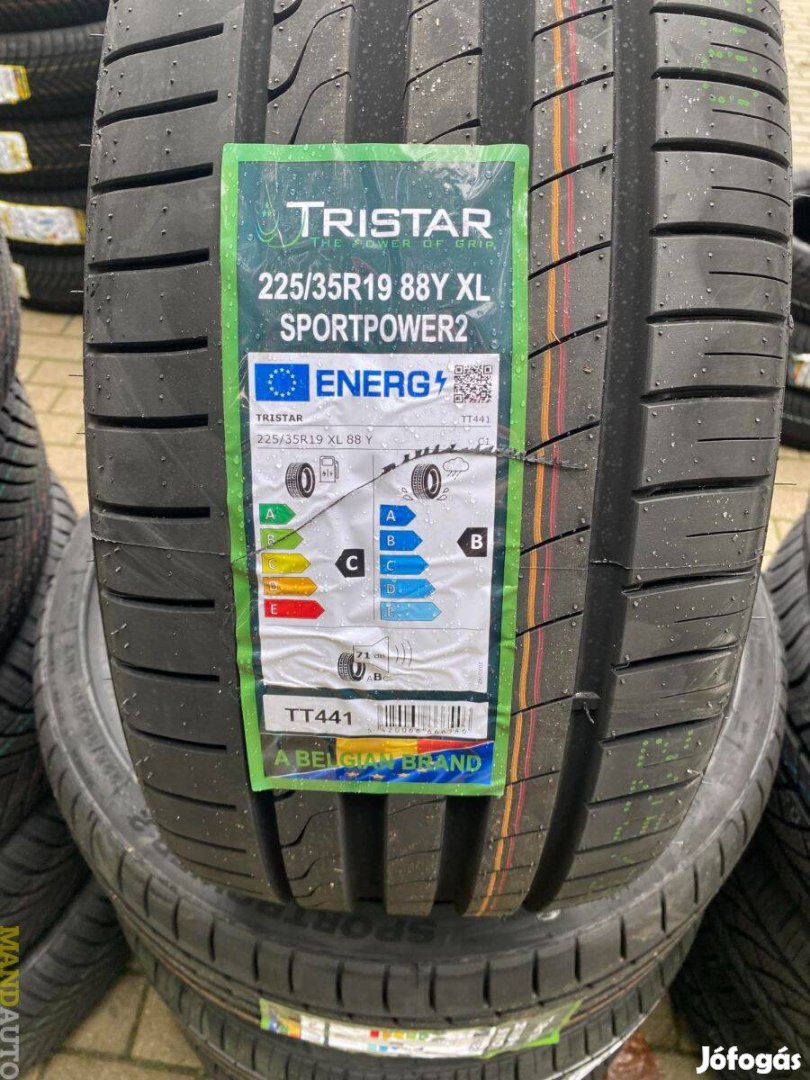 TRISTAR
THE POWER OF GRIP
225/35R19 88Y XL
SPORTPOWER2
ENERG
TRISTAR TT441
225/35R19 XL 88 Y C1
A A
B B B
C C C
D D
E E
71 dB
ABC
TT441
A BELGIAN BRAND
MANDAUTO
Jófogás